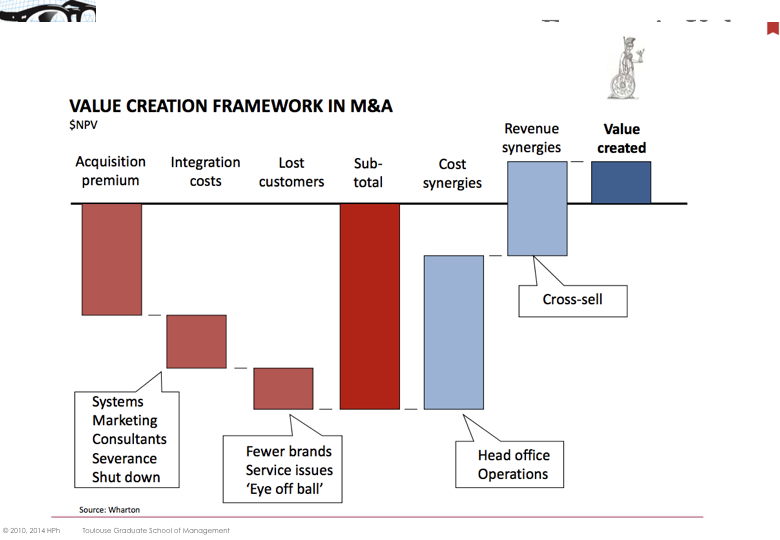 VALUE CREATION FRAMEWORK IN M&A
$NPV
Acquisition
premium
Integration
costs
Lost
customers
Sub-
total
Cost
synergies
Revenue
synergies
Value
created
Cross-sell
Systems
Marketing
Consultants
Severance
Shut down
Fewer brands
Service issues
‘Eye off ball’
Head office
Operations
Source: Wharton
© 2010, 2014 HPh Toulouse Graduate School of Management